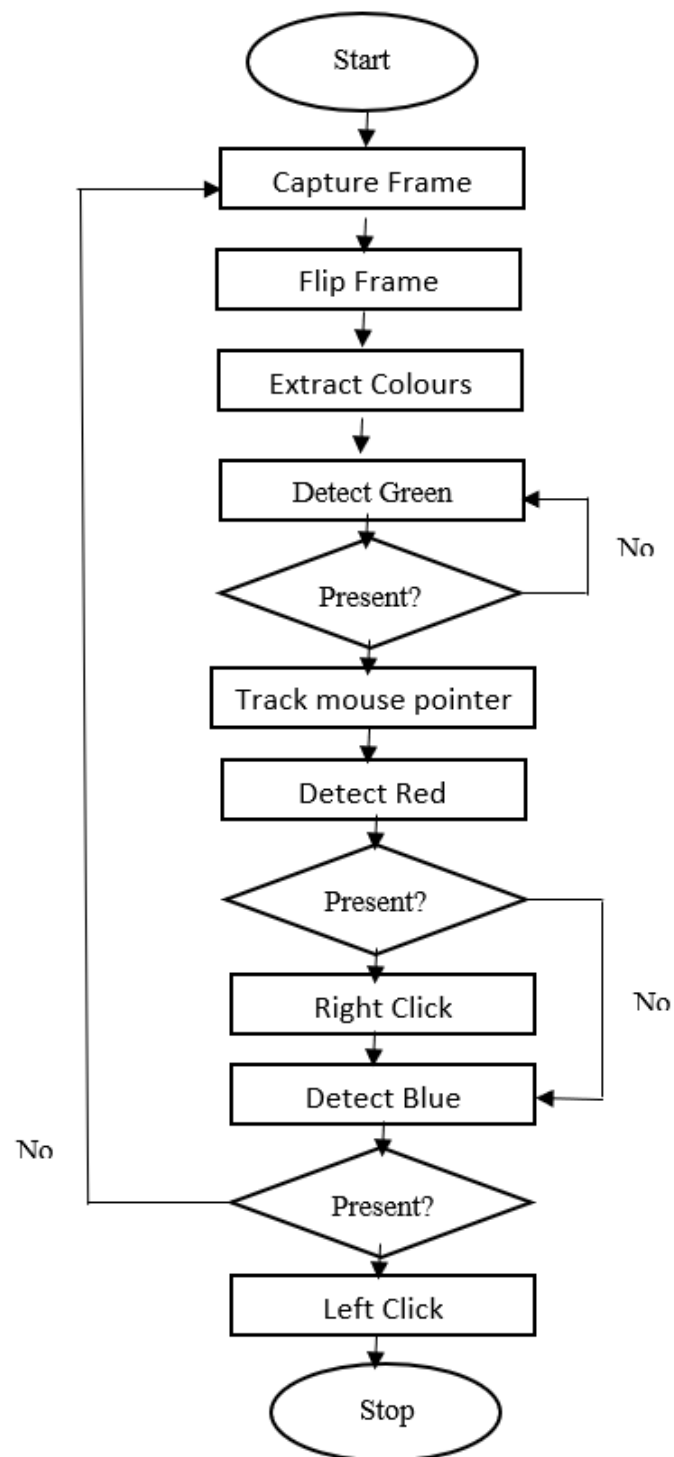 Start
Capture Frame
Flip Frame
Extract Colours
Detect Green
No
Present?
Track mouse pointer
Detect Red
Present?
Right Click
No
Detect Blue
No
Present?
Left Click
Stop